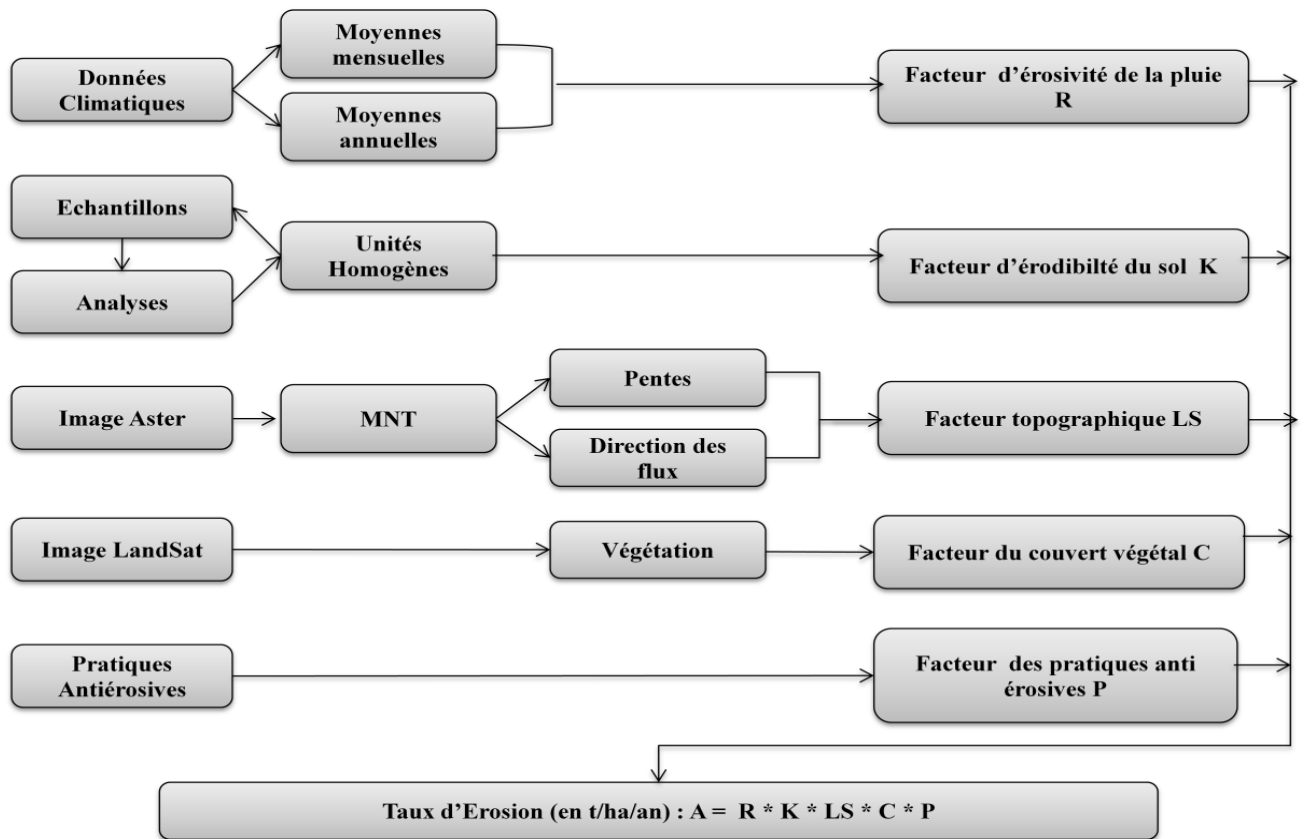 Données
Climatiques
Moyennes
mensuelles
Moyennes
annuelles
Facteur d’érosivité de la pluie
R
Echantillons
Analyses
Unités
Homogènes
Facteur d’érodibilté du sol K
Image Aster
MNT
Pentes
Direction des
flux
Facteur topographique LS
Image LandSat
Végétation
Facteur du couvert végétal C
Pratiques
Antiérosives
Facteur des pratiques anti
érosives P
Taux d’Erosion (en t/ha/an) : A = R * K * LS * C * P